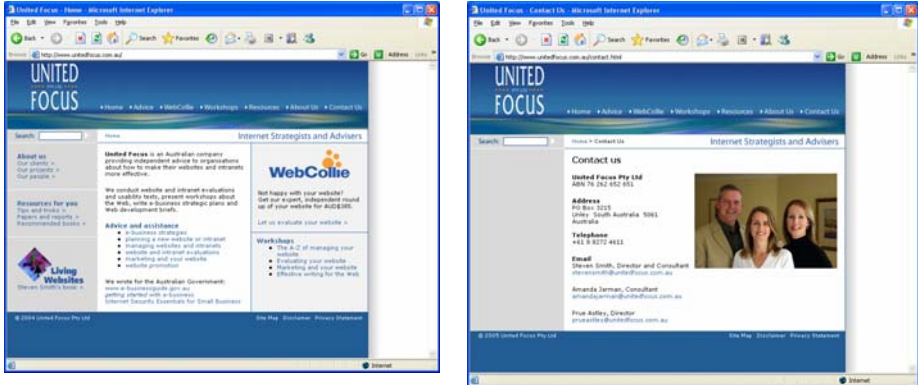 United Focus - Home - Microsoft Internet Explorer
File Edit View Favorites Tools Help
Back Search Favorites
http://www.unitedfocus.com.au/ Go Address Links
UNITED
FOCUS
Home Advice WebCollie Workshops Resources About Us Contact Us
Search: Home Internet Strategists and Advisers
About us
Our clients >
Our projects >
Our people >
Resources for you
Tips and tricks >
Papers and reports >
Recommended books >
Living
Websites
Steven Smith's book >
United Focus is an Australian company
providing independent advice to organisations
about how to make their websites and intranets
more effective.
We conduct website and intranet evaluations
and usability tests, present workshops about
the Web, write e-business strategic plans and
Web development briefs.
Advice and assistance
e-business strategies
planning a new website or intranet
managing websites and intranets
website and intranet evaluations
marketing and your website
website promotion
We wrote for the Australian Government:
www.e-businessguide.gov.au
getting started with e-business
Internet Security Essentials for Small Business
WebCollie
Not happy with your website?
Get our expert, independent round
up of your website for AUD$385.
Let us evaluate your website >
Workshops
The A-Z of managing your
website
Evaluating your website
Marketing and your website
Effective writing for the Web
© 2004 United Focus Pty Ltd Site Map Disclaimer Privacy Statement
Internet
United Focus - Contact Us - Microsoft Internet Explorer
File Edit View Favorites Tools Help
Back Search Favorites
http://www.unitedfocus.com.au/contact.html Go Address Links
UNITED
FOCUS
Home Advice WebCollie Workshops Resources About Us Contact Us
Search: Home > Contact Us Internet Strategists and Advisers
Contact us
United Focus Pty Ltd
ABN 76 262 652 651
Address
PO Box 3215
Unley South Australia 5061
Australia
Telephone
+61 8 8272 4611
Email
Steven Smith, Director and Consultant
stevensmith@unitedfocus.com.au
Amanda Jarman, Consultant
amandajarman@unitedfocus.com.au
Prue Astley, Director
prueastley@unitedfocus.com.au
© 2005 United Focus Pty Ltd Site Map Disclaimer Privacy Statement
Internet